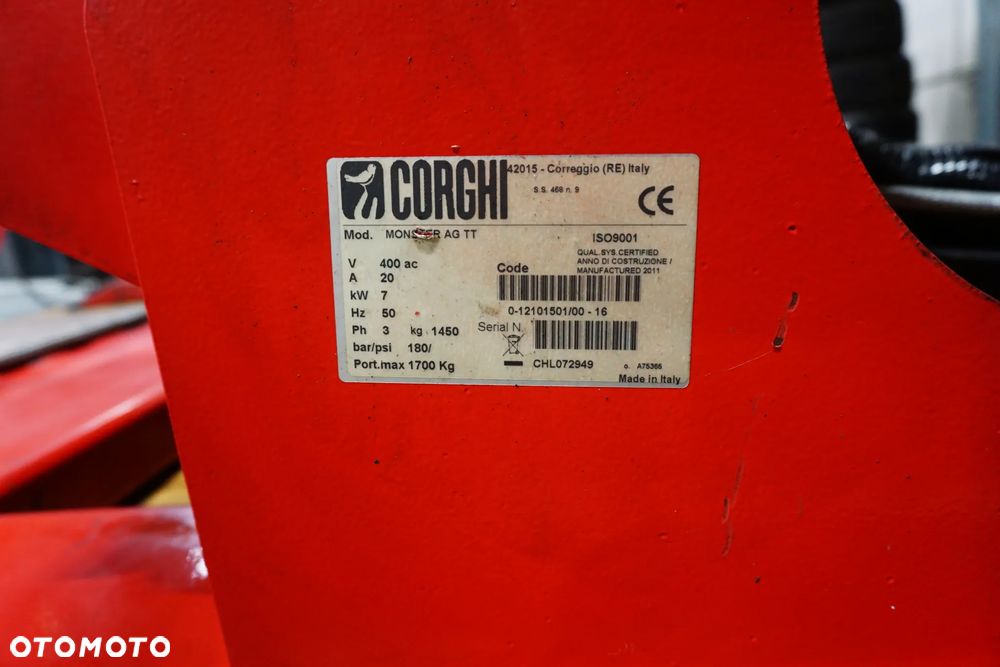 CORGHI
42015 - Correggio (RE) Italy
S.S. 468 n. 9
CE
Mod. MONSTER AG TT
ISO9001
QUAL.SYS.CERTIFIED
ANNO DI COSTRUZIONE /
MANUFACTURED 2011
V 400 ac
A 20
kW 7
Hz 50
Ph 3 kg 1450
bar/psi 180/
Port.max 1700 Kg
Code
0-12101501/00 - 16
Serial N.
CHL072949
o. A75365
Made in Italy
OTOMOTO